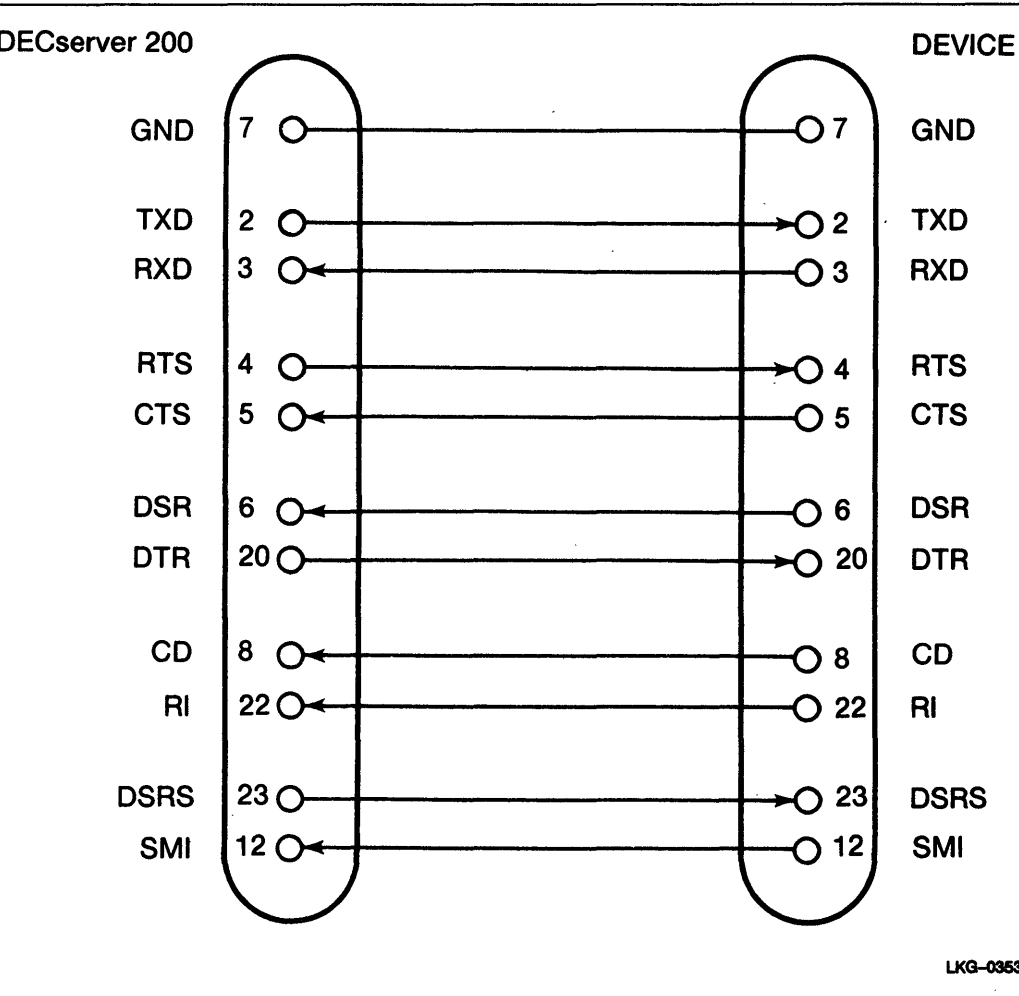 DECserver 200 DEVICE
GND 7 7 GND
TXD 2 2 TXD
RXD 3 3 RXD
RTS 4 4 RTS
CTS 5 5 CTS
DSR 6 6 DSR
DTR 20 20 DTR
CD 8 8 CD
RI 22 22 RI
DSRS 23 23 DSRS
SMI 12 12 SMI
LKG–0353